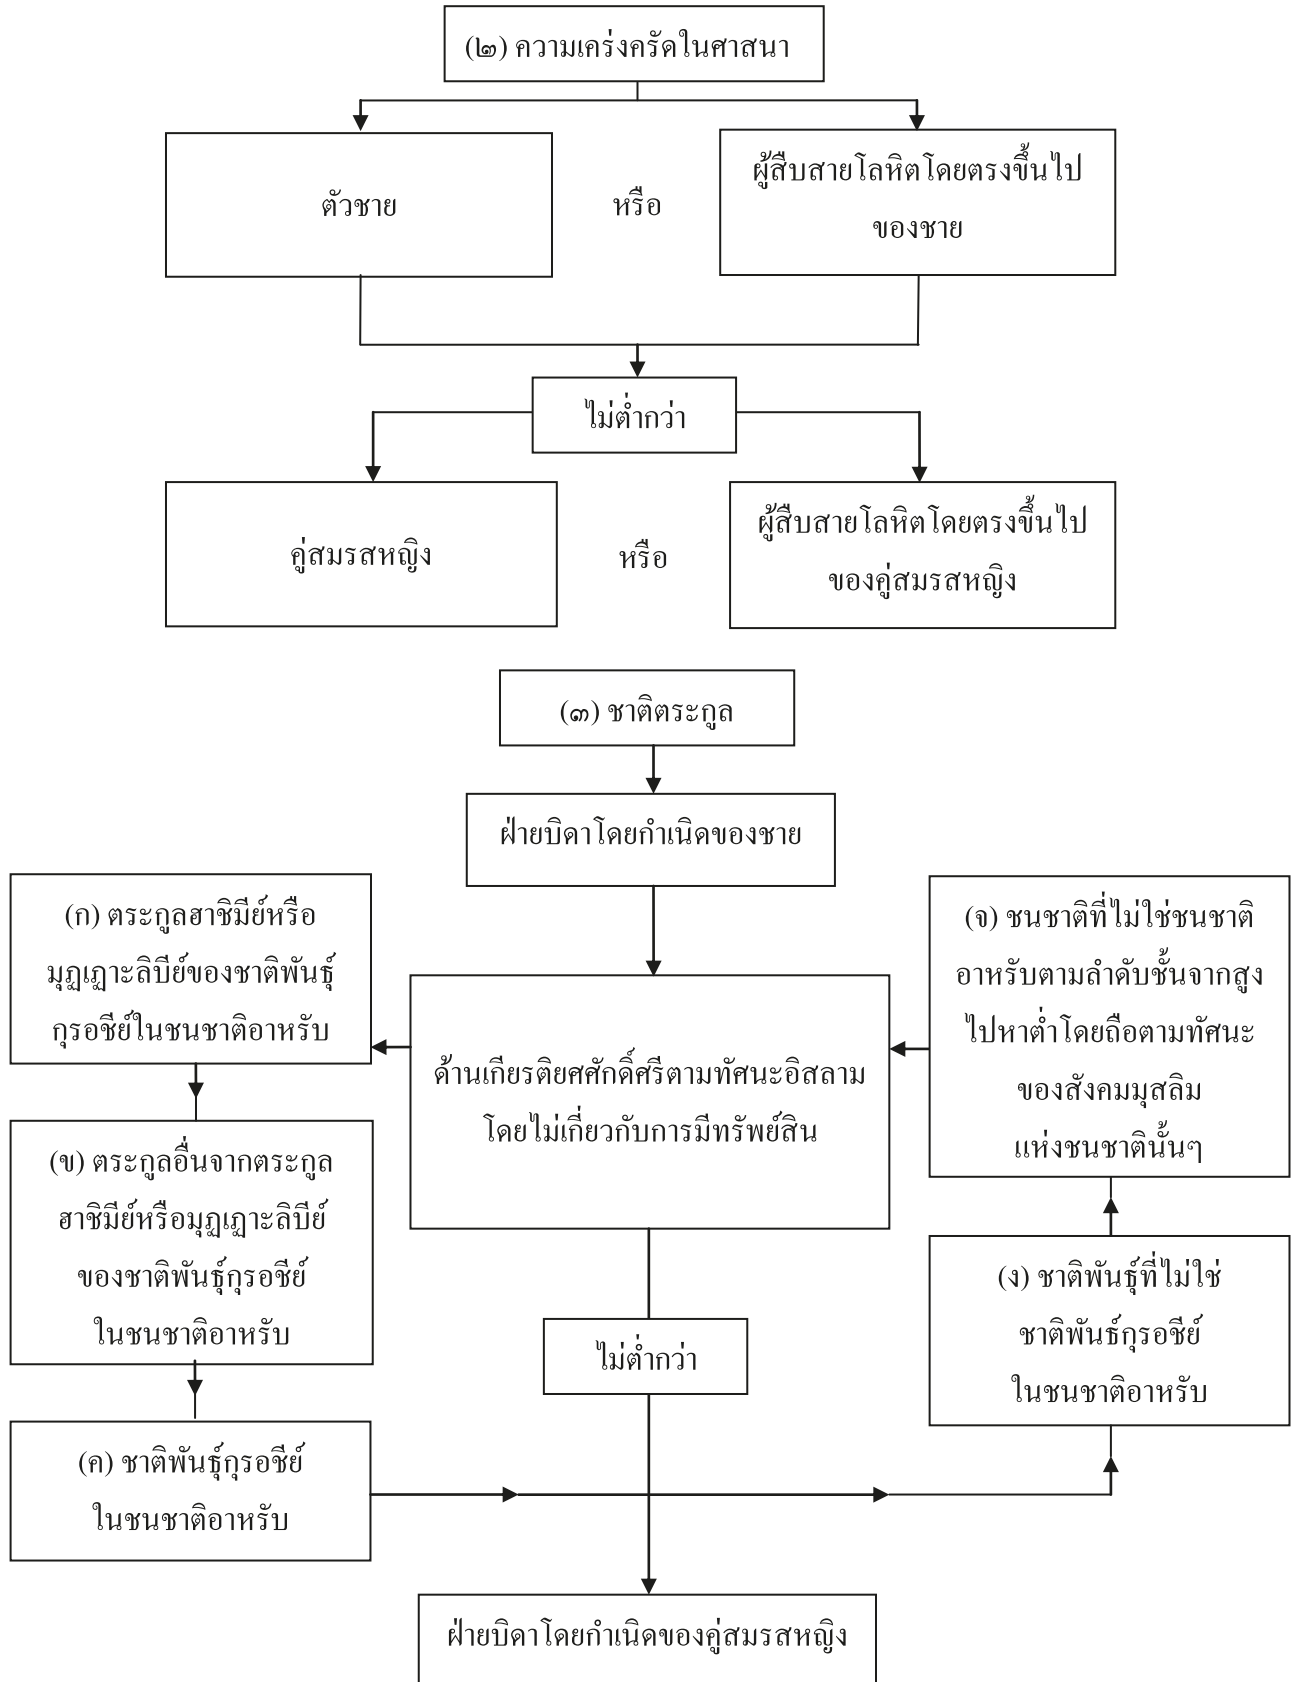 (๒) ความเคร่งครัดในศาสนา
ตัวชาย
หรือ
ผู้สืบสายโลหิตโดยตรงขึ้นไป
ของชาย
ไม่ต่ำกว่า
คู่สมรสหญิง
หรือ
ผู้สืบสายโลหิตโดยตรงขึ้นไป
ของคู่สมรสหญิง
(๓) ชาติตระกูล
ฝ่ายบิดาโดยกำเนิดของชาย
ด้านเกียรติยศศักดิ์ศรีตามทัศนะอิสลาม
โดยไม่เกี่ยวกับการมีทรัพย์สิน
(ก) ตระกูลฮาชิมีย์หรือ
มุฏเฏาะลิบีย์ของชาติพันธุ์
กุรอชีย์ในชนชาติอาหรับ
(ข) ตระกูลอื่นจากตระกูล
ฮาชิมีย์หรือมุฏเฏาะลิบีย์
ของชาติพันธุ์กุรอชีย์
ในชนชาติอาหรับ
(ค) ชาติพันธุ์กุรอชีย์
ในชนชาติอาหรับ
(ง) ชาติพันธุ์ที่ไม่ใช่
ชาติพันธ์กุรอชีย์
ในชนชาติอาหรับ
(จ) ชนชาติที่ไม่ใช่ชนชาติ
อาหรับตามลำดับชั้นจากสูง
ไปหาต่ำโดยถือตามทัศนะ
ของสังคมมุสลิม
แห่งชนชาตินั้นๆ
ไม่ต่ำกว่า
ฝ่ายบิดาโดยกำเนิดของคู่สมรสหญิง